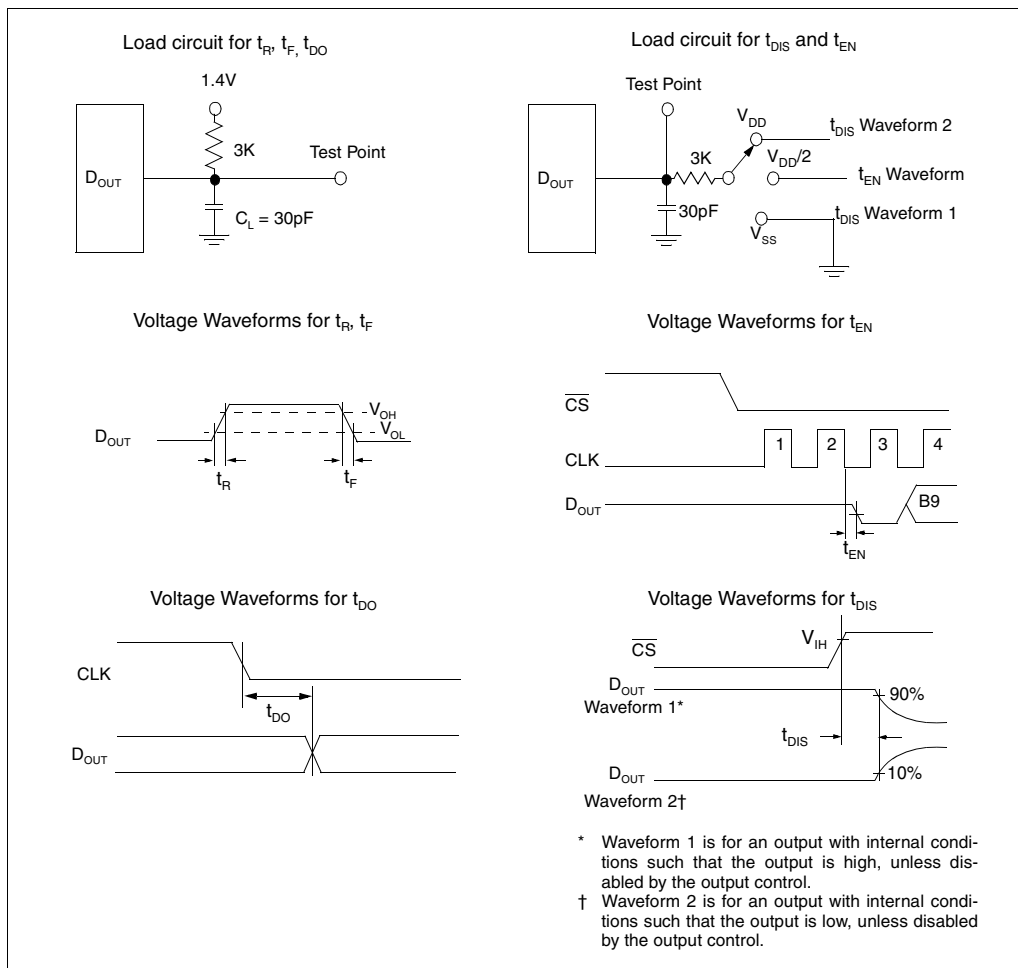 Load circuit for tR, tF, tDO
1.4V
3K
Test Point
DOUT
CL = 30pF
Load circuit for tDIS and tEN
Test Point
VDD
tDIS Waveform 2
3K
VDD/2
DOUT
tEN Waveform
30pF
tDIS Waveform 1
VSS
Voltage Waveforms for tR, tF
VOH
DOUT
VOL
tR
tF
Voltage Waveforms for tEN
CS
1 2 3 4
CLK
DOUT
B9
tEN
Voltage Waveforms for tDO
CLK
tDO
DOUT
Voltage Waveforms for tDIS
VIH
CS
DOUT
90%
Waveform 1*
tDIS
DOUT
10%
Waveform 2†
* Waveform 1 is for an output with internal condi-
tions such that the output is high, unless dis-
abled by the output control.
† Waveform 2 is for an output with internal condi-
tions such that the output is low, unless disabled
by the output control.